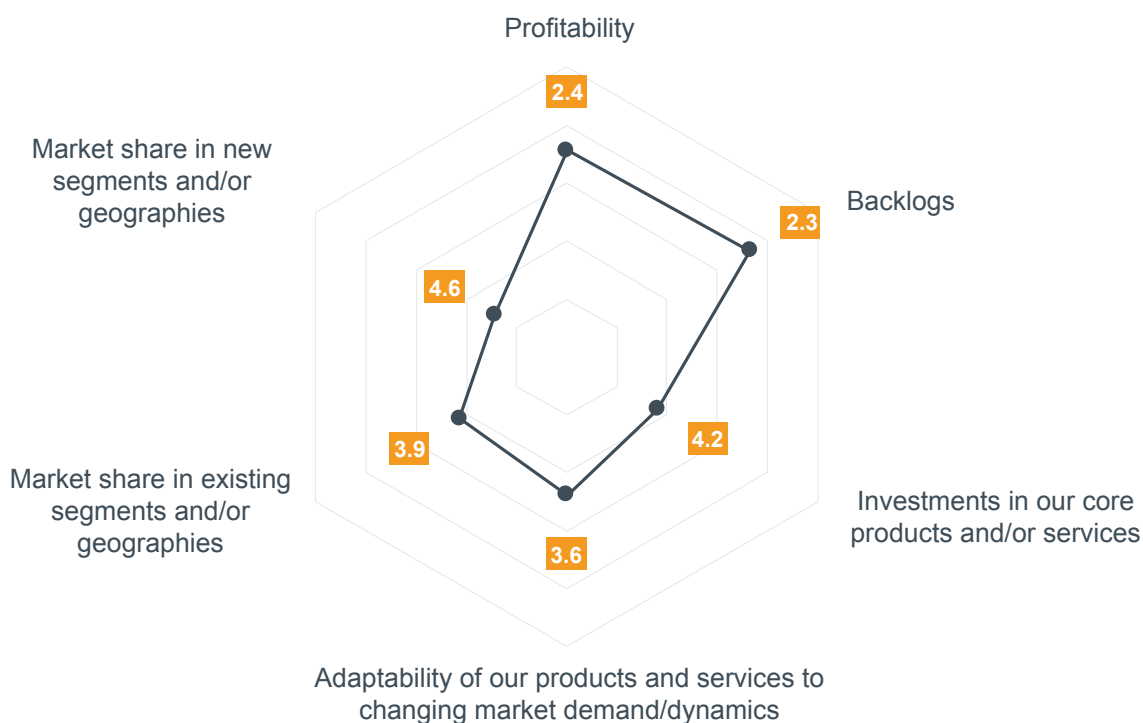 Profitability
2.4
Market share in new
segments and/or
geographies
Backlogs
2.3
4.6
3.9
4.2
Market share in existing
segments and/or
geographies
Investments in our core
products and/or services
3.6
Adaptability of our products and services to
changing market demand/dynamics